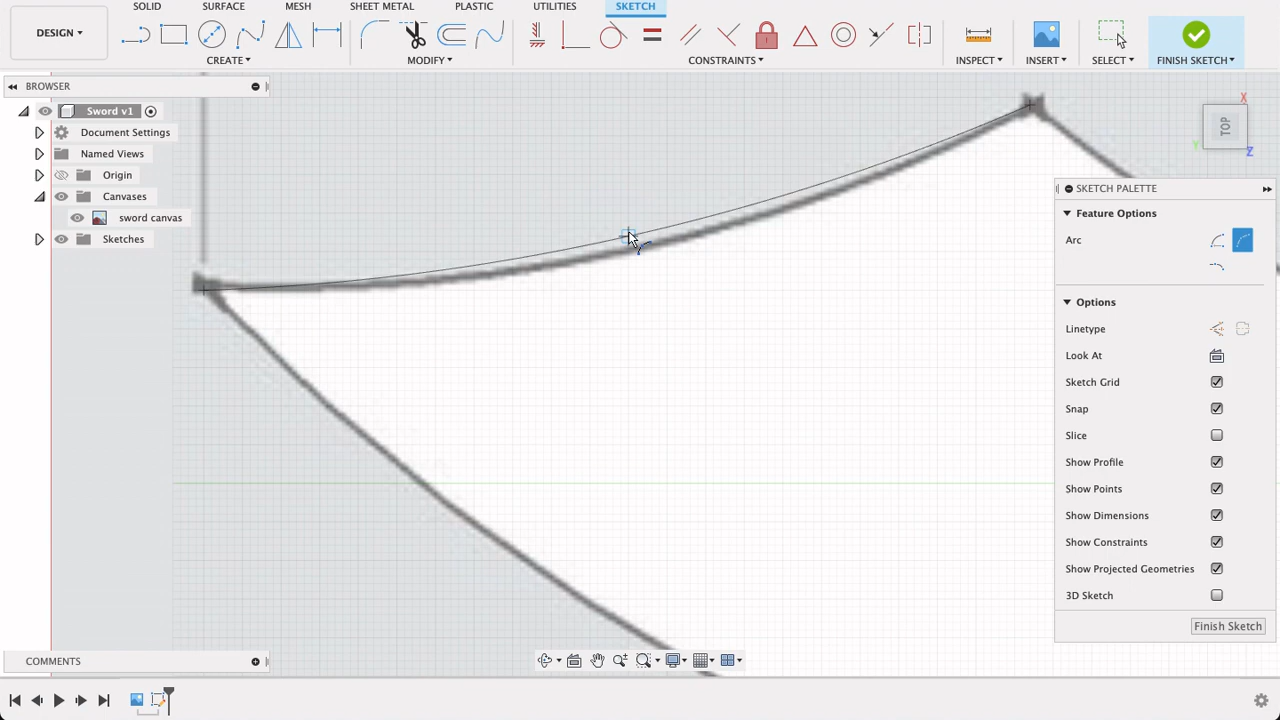 SOLID SURFACE MESH SHEET METAL PLASTIC UTILITIES SKETCH
DESIGN
CREATE MODIFY CONSTRAINTS INSPECT INSERT SELECT FINISH SKETCH
BROWSER
Sword v1
Document Settings
Named Views
Origin
Canvases
sword canvas
Sketches
X
TOP
Y
Z
SKETCH PALETTE
Feature Options
Arc
Options
Linetype
Look At
Sketch Grid
Snap
Slice
Show Profile
Show Points
Show Dimensions
Show Constraints
Show Projected Geometries
3D Sketch
Finish Sketch
COMMENTS